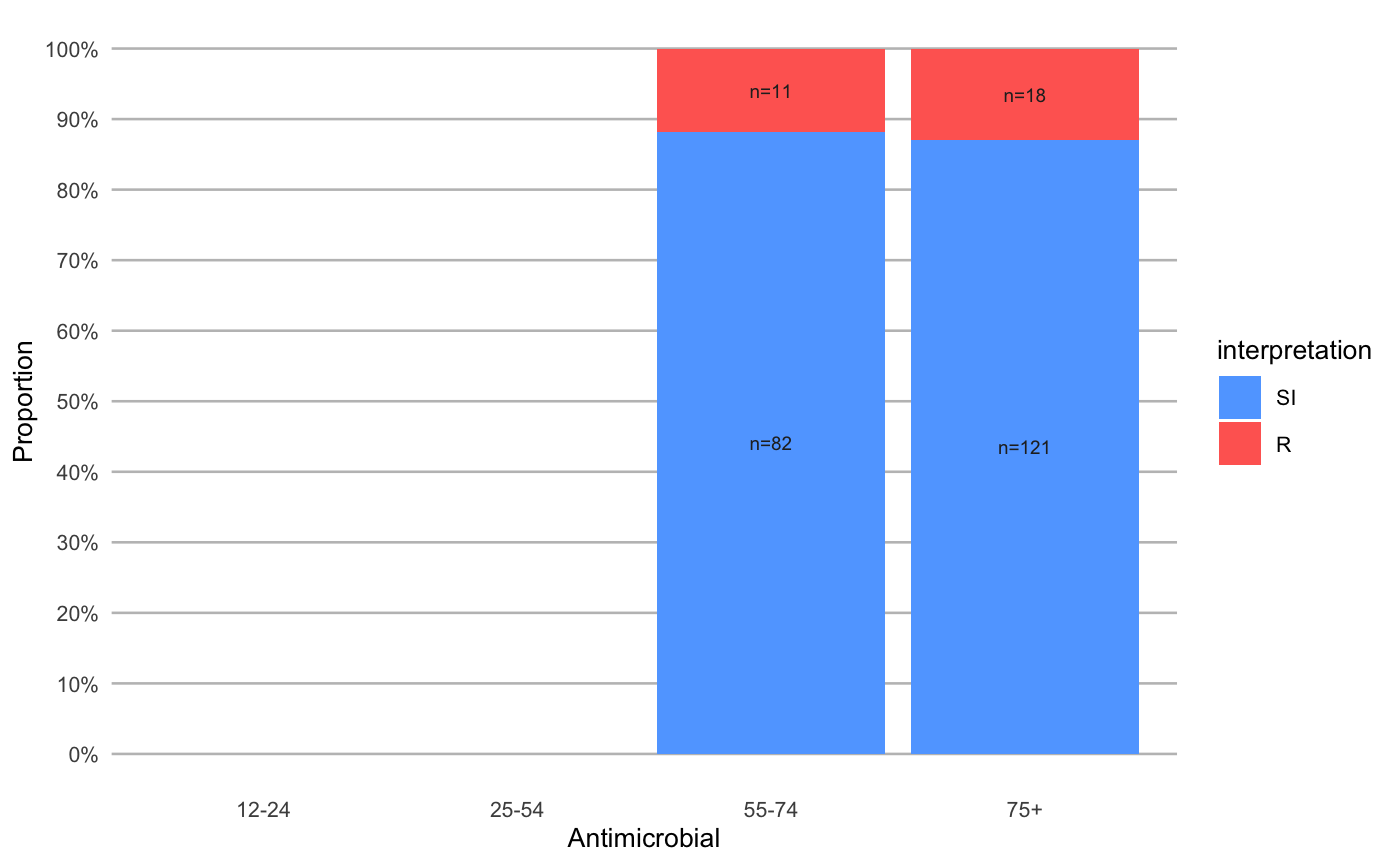 100%
90%
80%
70%
60%
50%
40%
30%
20%
10%
0%
Proportion
n=11
n=18
n=82
n=121
12-24
25-54
55-74
75+
Antimicrobial
interpretation
SI
R